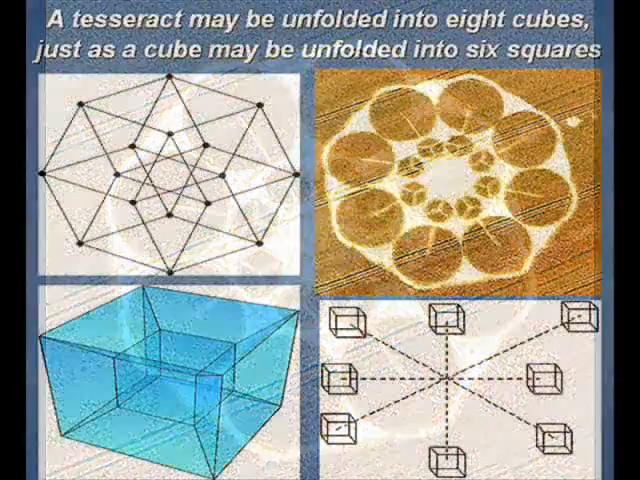 A tesseract may be unfolded into eight cubes,
just as a cube may be unfolded into six squares